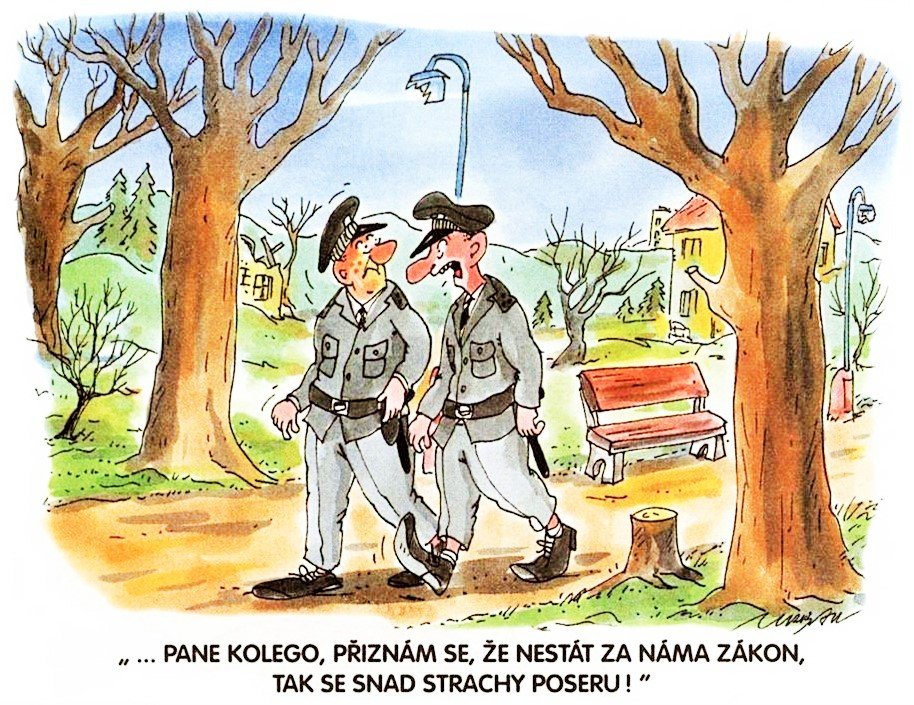 „ ... PANE KOLEGO, PŘIZNÁM SE, ŽE NESTÁT ZA NÁMA ZÁKON,
TAK SE SNAD STRACHY POSERU! ”